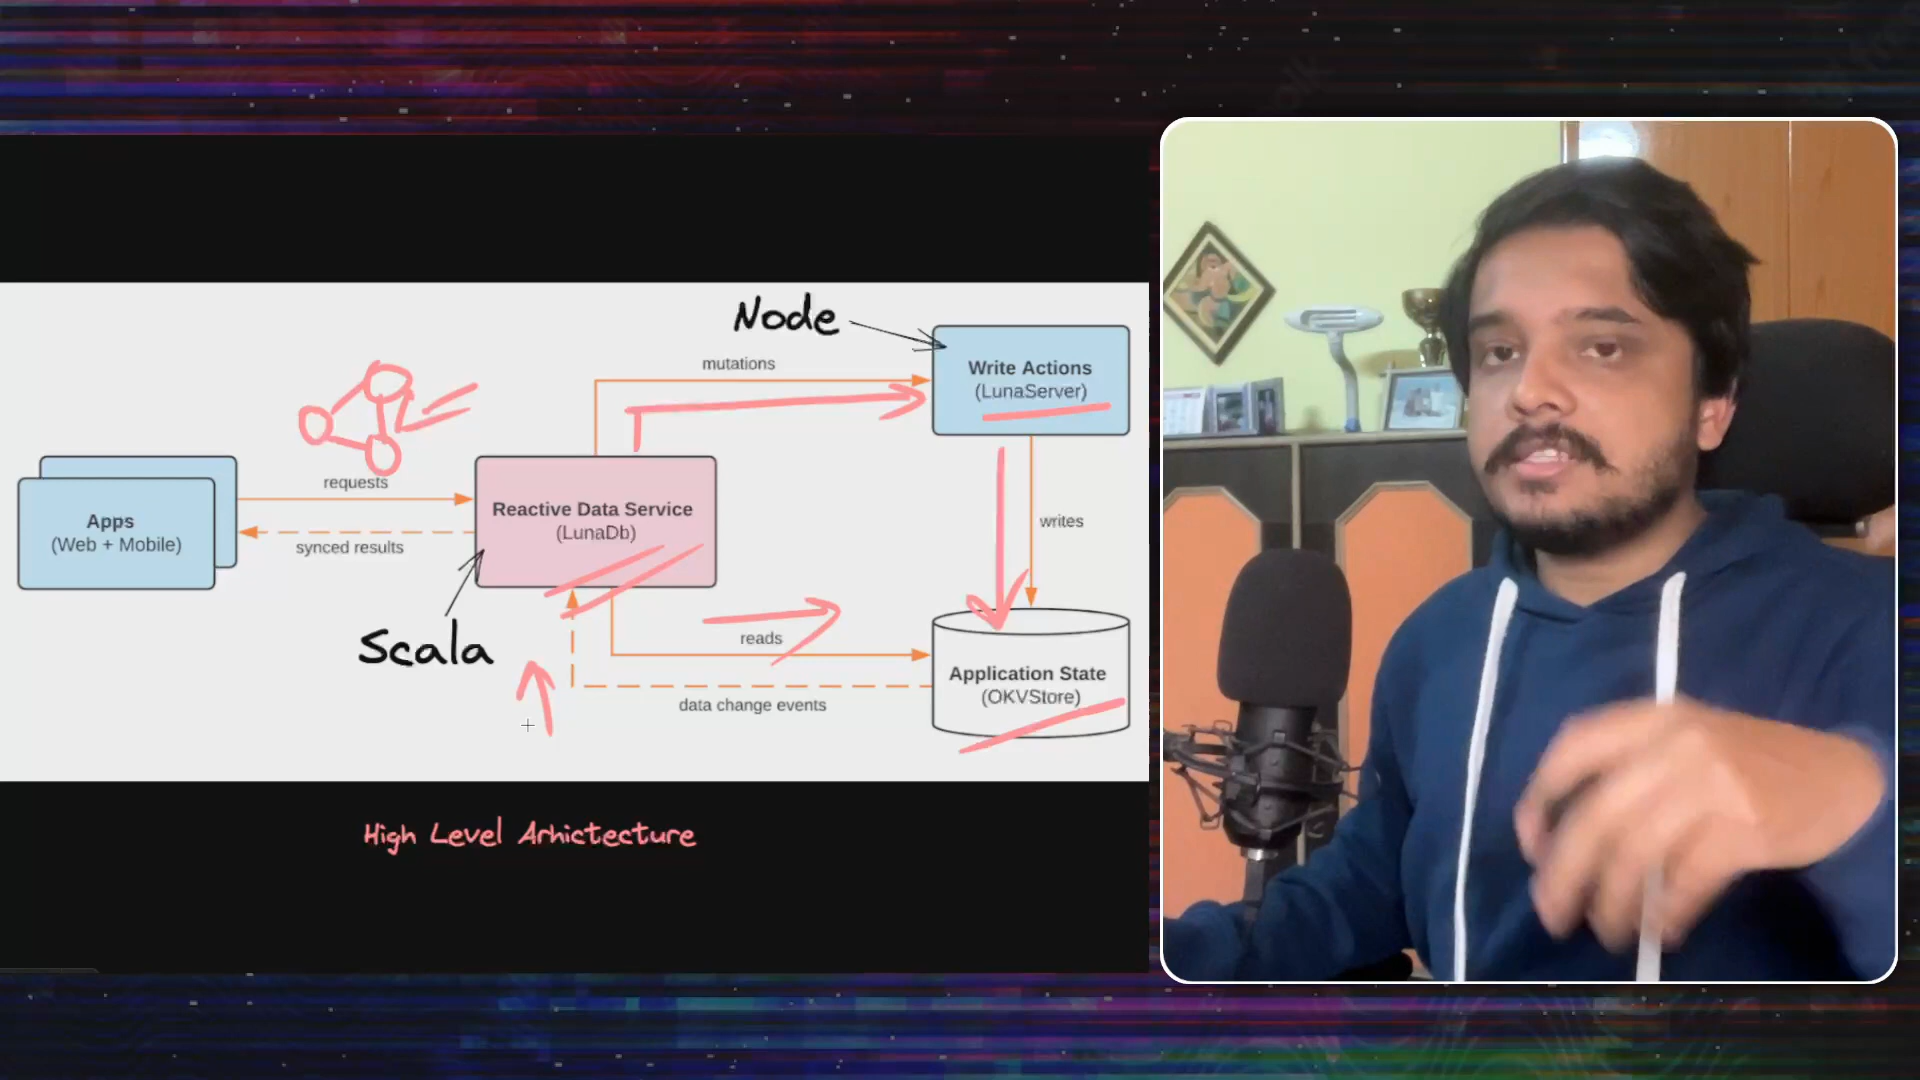 Node
mutations
Write Actions
(LunaServer)
requests
Apps
(Web + Mobile)
synced results
Reactive Data Service
(LunaDb)
writes
Scala
reads
Application State
(OKVStore)
data change events
High Level Arhictecture